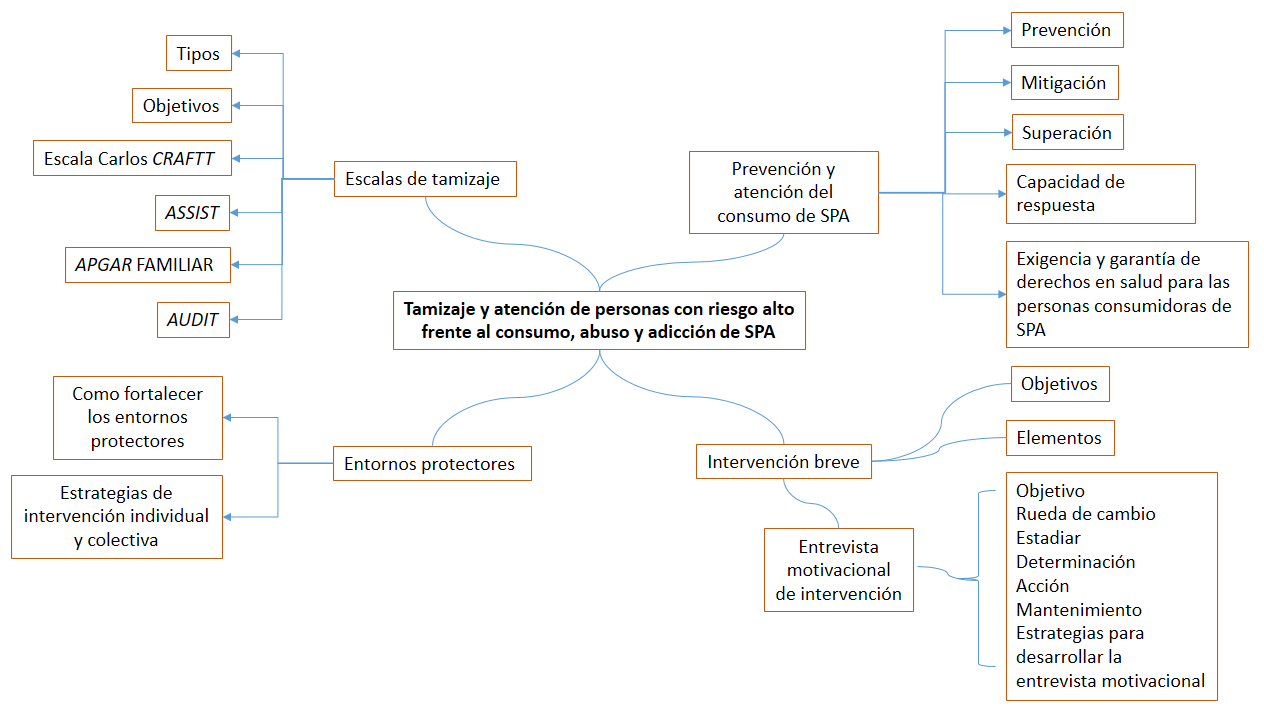 Tipos
Objetivos
Escala Carlos CRAFTT
ASSIST
APGAR FAMILIAR
AUDIT
Escalas de tamizaje
Prevención y
atención del
consumo de SPA
Prevención
Mitigación
Superación
Capacidad de
respuesta
Exigencia y garantía de
derechos en salud para las
personas consumidoras de
SPA
Tamizaje y atención de personas con riesgo alto
frente al consumo, abuso y adicción de SPA
Como fortalecer
los entornos
protectores
Estrategias de
intervención individual
y colectiva
Entornos protectores
Intervención breve
Objetivos
Elementos
Entrevista
motivacional
de intervención
Objetivo
Rueda de cambio
Estadiar
Determinación
Acción
Mantenimiento
Estrategias para
desarrollar la
entrevista motivacional